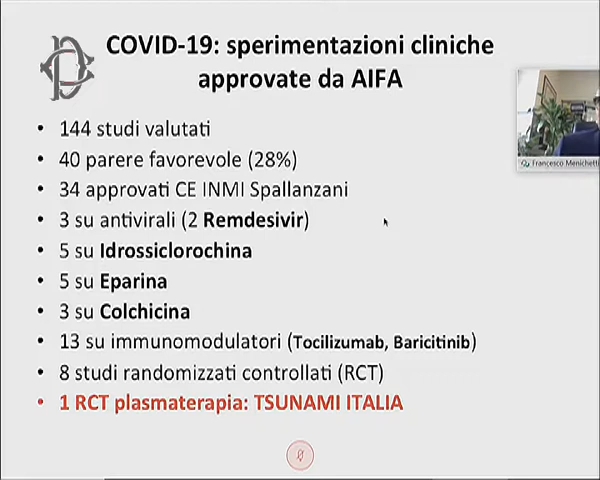 COVID-19: sperimentazioni cliniche
approvate da AIFA
• 144 studi valutati
• 40 parere favorevole (28%)
• 34 approvati CE INMI Spallanzani
• 3 su antivirali (2 Remdesivir)
• 5 su Idrossiclorochina
• 5 su Eparina
• 3 su Colchicina
• 13 su immunomodulatori (Tocilizumab, Baricitinib)
• 8 studi randomizzati controllati (RCT)
• 1 RCT plasmaterapia: TSUNAMI ITALIA
Francesco Menichetti